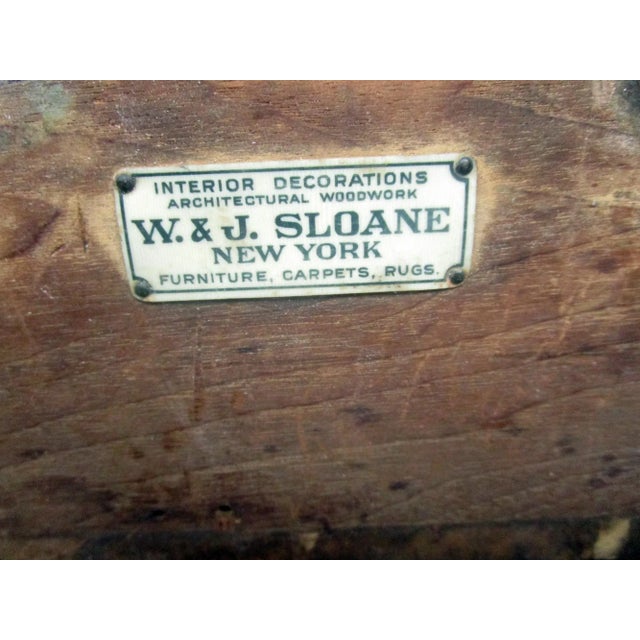 INTERIOR DECORATIONS
ARCHITECTURAL WOODWORK
W. & J. SLOANE
NEW YORK
FURNITURE, CARPETS, RUGS.